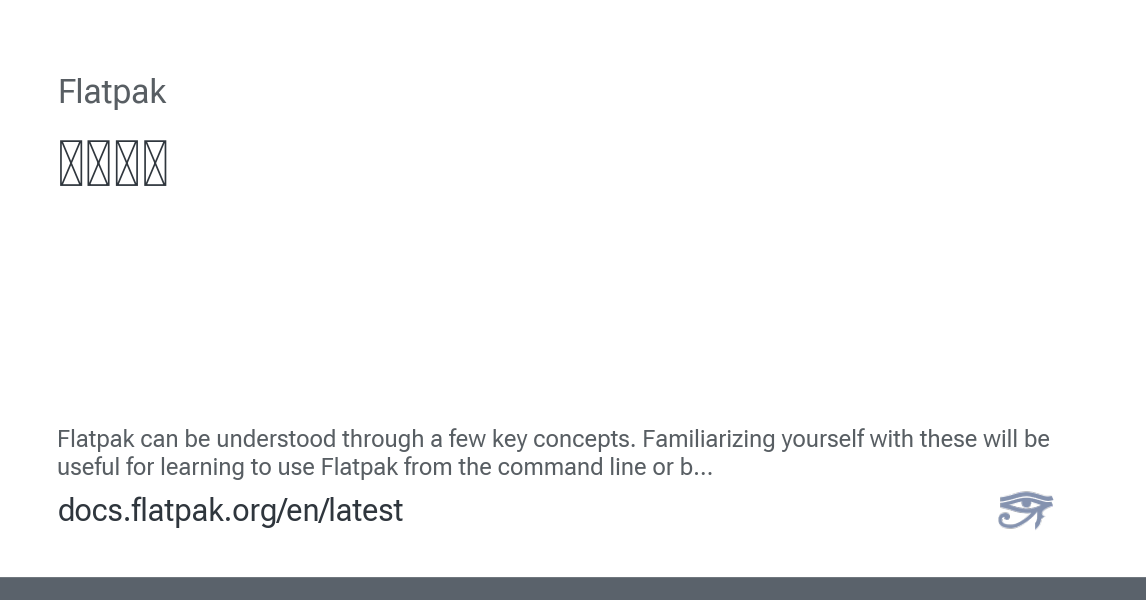 Flatpak
Flatpak can be understood through a few key concepts. Familiarizing yourself with these will be
useful for learning to use Flatpak from the command line or b...
docs.flatpak.org/en/latest